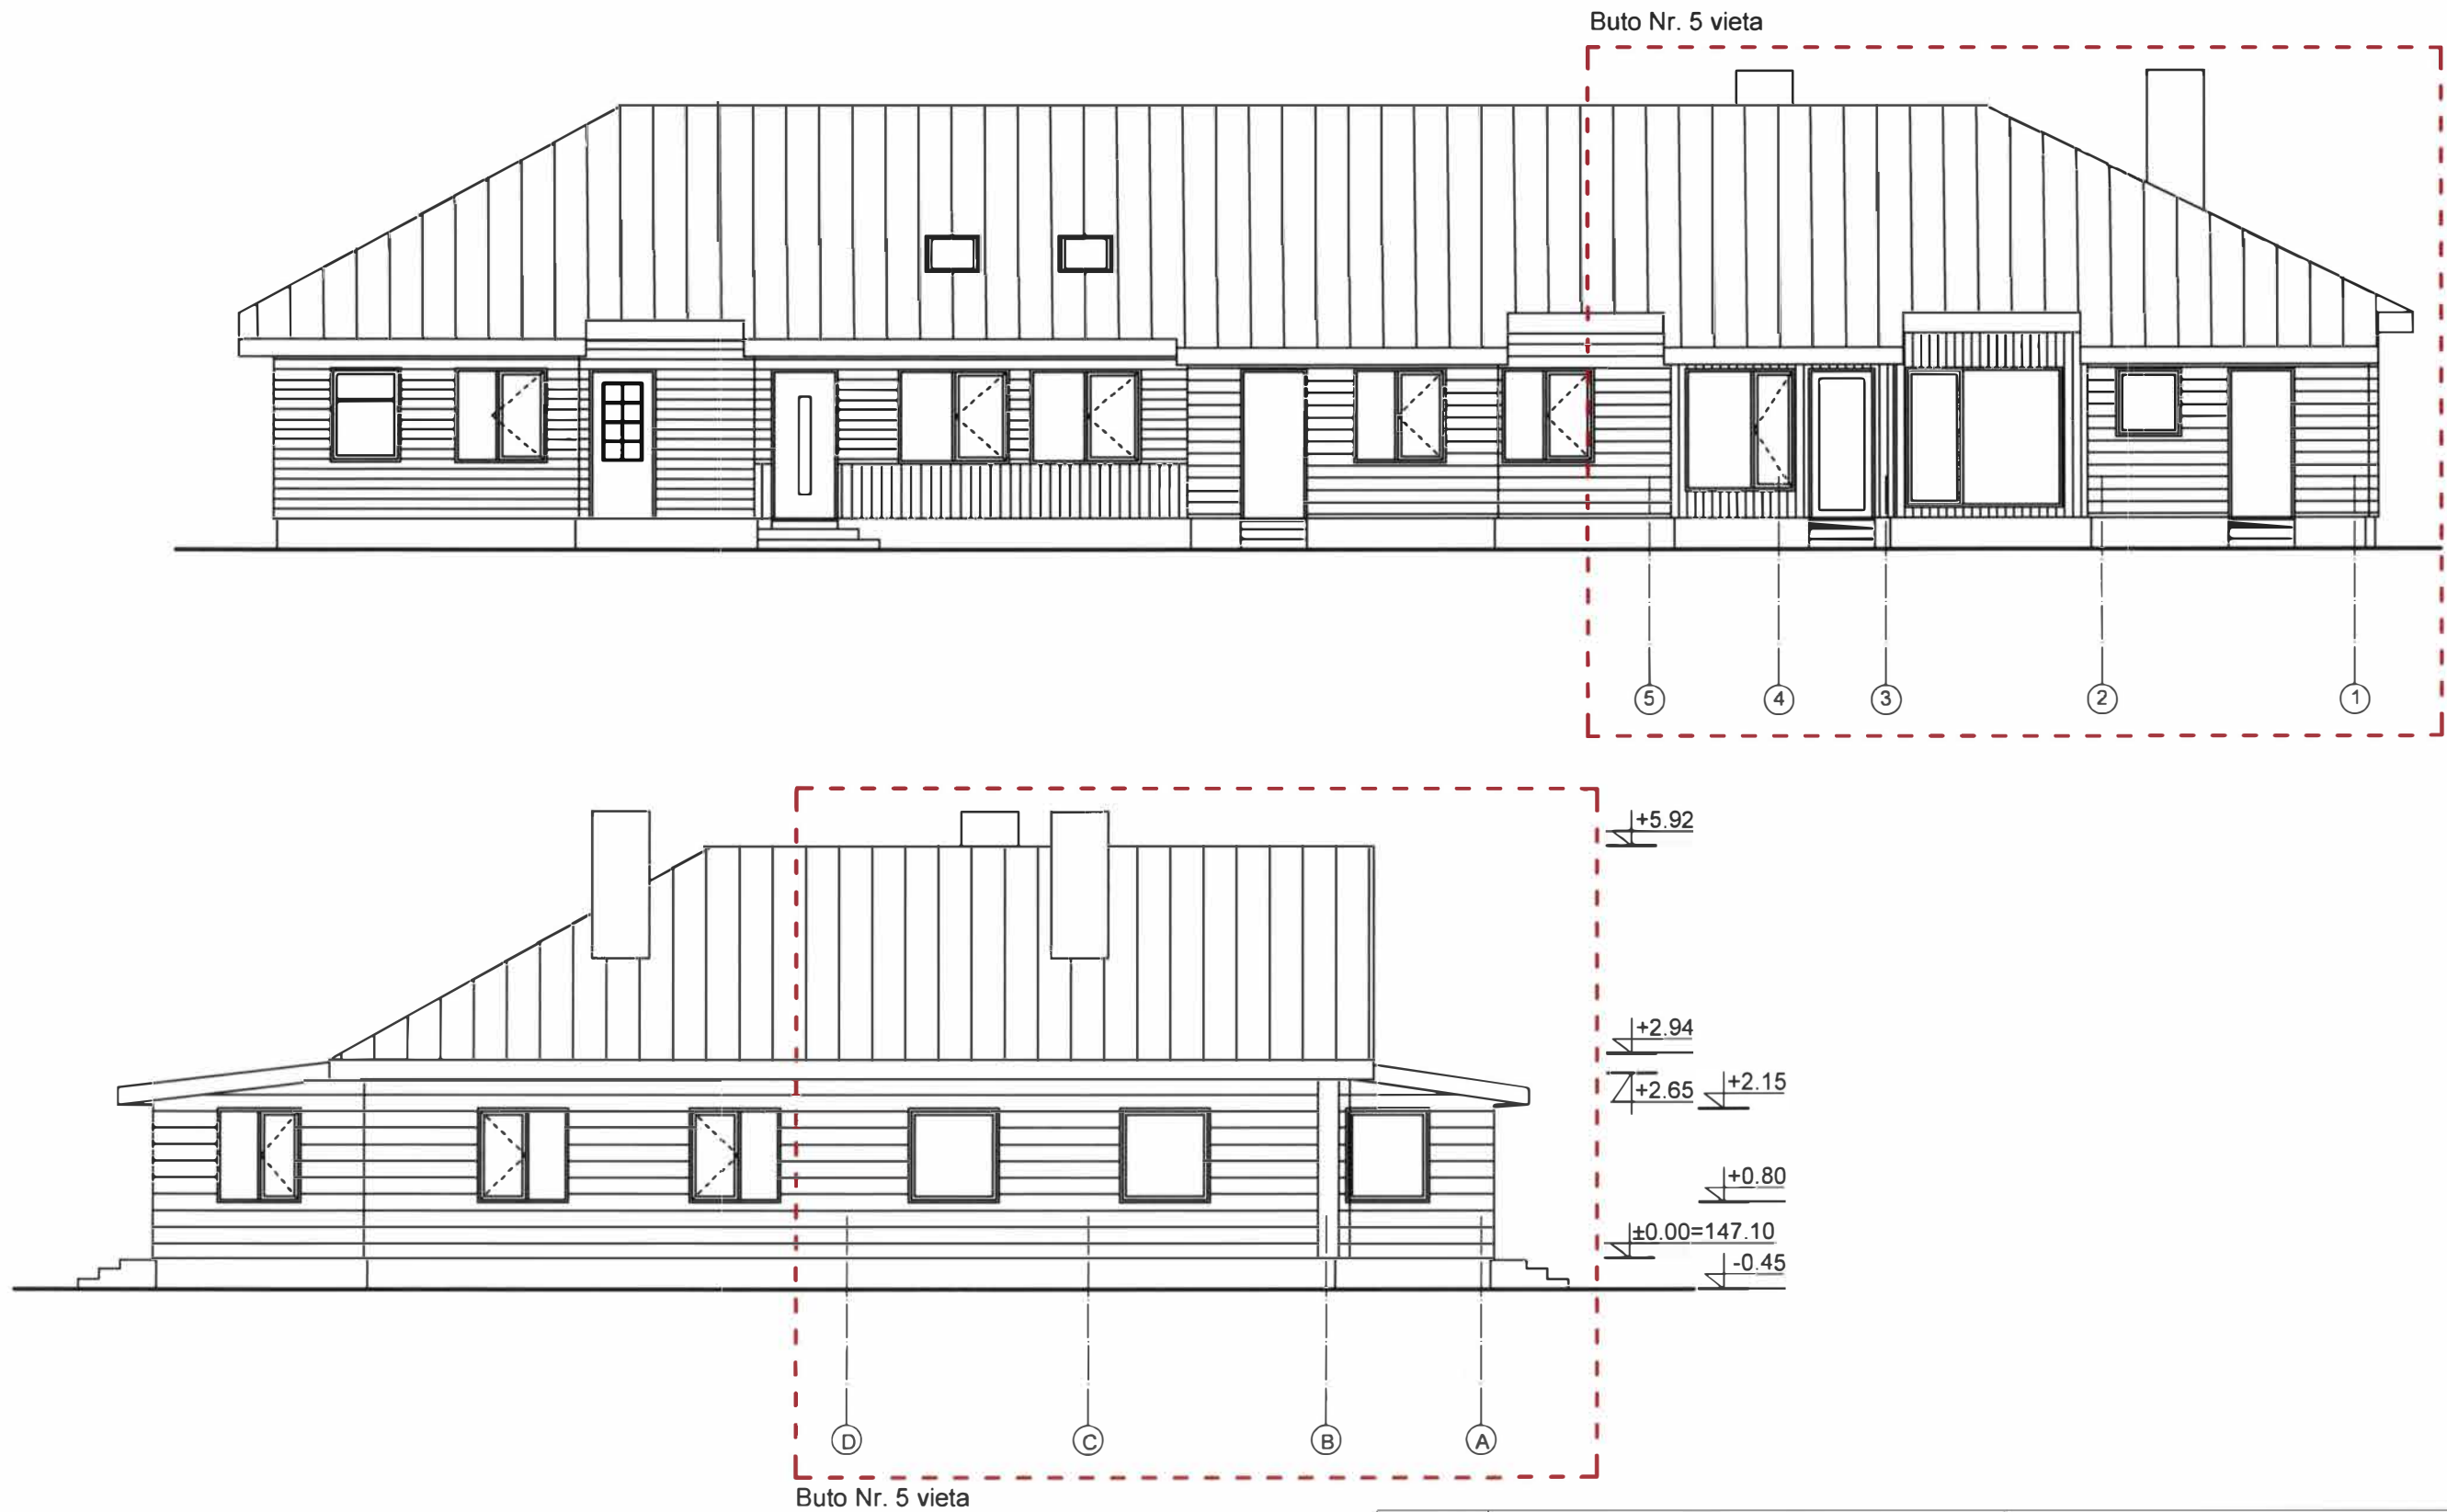 Buto Nr. 5 vieta
5 4 3 2 1
+5.92
+2.94
+2.65 +2.15
+0.80
±0.00=147.10
-0.45
D C B A
Buto Nr. 5 vieta